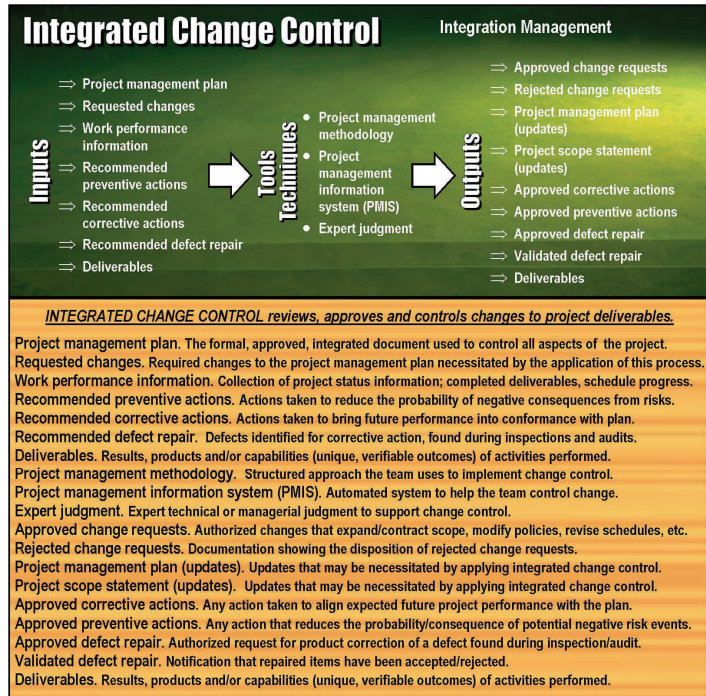 Integrated Change Control
Integration Management
Inputs
⇒ Project management plan
⇒ Requested changes
⇒ Work performance
information
⇒ Recommended
preventive actions
⇒ Recommended
corrective actions
⇒ Recommended defect repair
⇒ Deliverables
Tools
Techniques
● Project management
methodology
● Project
management
information
system (PMIS)
● Expert judgment
Outputs
⇒ Approved change requests
⇒ Rejected change requests
⇒ Project management plan
(updates)
⇒ Project scope statement
(updates)
⇒ Approved corrective actions
⇒ Approved preventive actions
⇒ Approved defect repair
⇒ Validated defect repair
⇒ Deliverables
INTEGRATED CHANGE CONTROL reviews, approves and controls changes to project deliverables.
Project management plan. The formal, approved, integrated document used to control all aspects of the project.
Requested changes. Required changes to the project management plan necessitated by the application of this process.
Work performance information. Collection of project status information; completed deliverables, schedule progress.
Recommended preventive actions. Actions taken to reduce the probability of negative consequences from risks.
Recommended corrective actions. Actions taken to bring future performance into conformance with plan.
Recommended defect repair. Defects identified for corrective action, found during inspections and audits.
Deliverables. Results, products and/or capabilities (unique, verifiable outcomes) of activities performed.
Project management methodology. Structured approach the team uses to implement change control.
Project management information system (PMIS). Automated system to help the team control change.
Expert judgment. Expert technical or managerial judgment to support change control.
Approved change requests. Authorized changes that expand/contract scope, modify policies, revise schedules, etc.
Rejected change requests. Documentation showing the disposition of rejected change requests.
Project management plan (updates). Updates that may be necessitated by applying integrated change control.
Project scope statement (updates). Updates that may be necessitated by applying integrated change control.
Approved corrective actions. Any action taken to align expected future project performance with the plan.
Approved preventive actions. Any action that reduces the probability/consequence of potential negative risk events.
Approved defect repair. Authorized request for product correction of a defect found during inspection/audit.
Validated defect repair. Notification that repaired items have been accepted/rejected.
Deliverables. Results, products and/or capabilities (unique, verifiable outcomes) of activities performed.